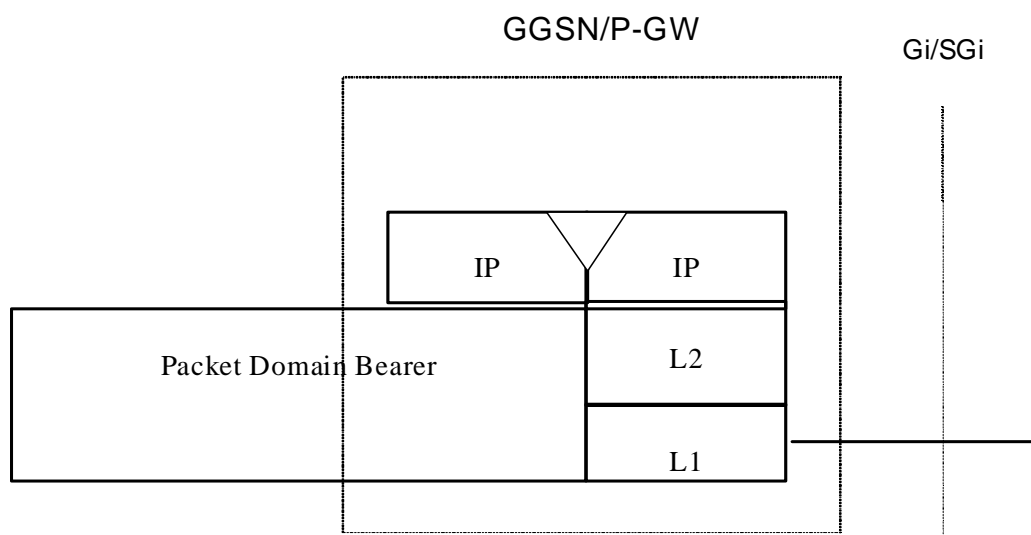 GGSN/P-GW
Gi/SGi
IP
IP
Packet Domain Bearer
L2
L1